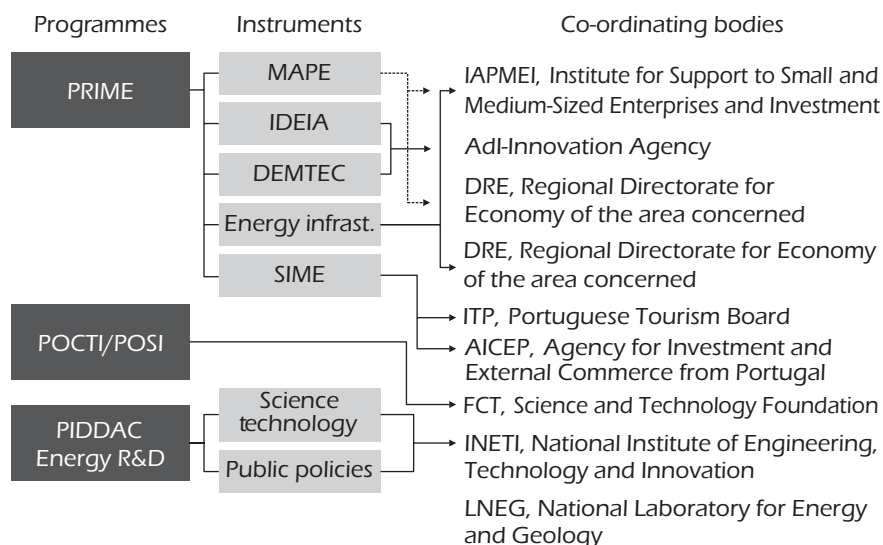 Programmes
Instruments
Co-ordinating bodies
PRIME
MAPE
IDEIA
DEMTEC
Energy infrast.
SIME
POCTI/POSI
PIDDAC
Energy R&D
Science
technology
Public policies
IAPMEI, Institute for Support to Small and
Medium-Sized Enterprises and Investment
AdI-Innovation Agency
DRE, Regional Directorate for
Economy of the area concerned
DRE, Regional Directorate for Economy
of the area concerned
ITP, Portuguese Tourism Board
AICEP, Agency for Investment and
External Commerce from Portugal
FCT, Science and Technology Foundation
INETI, National Institute of Engineering,
Technology and Innovation
LNEG, National Laboratory for Energy
and Geology